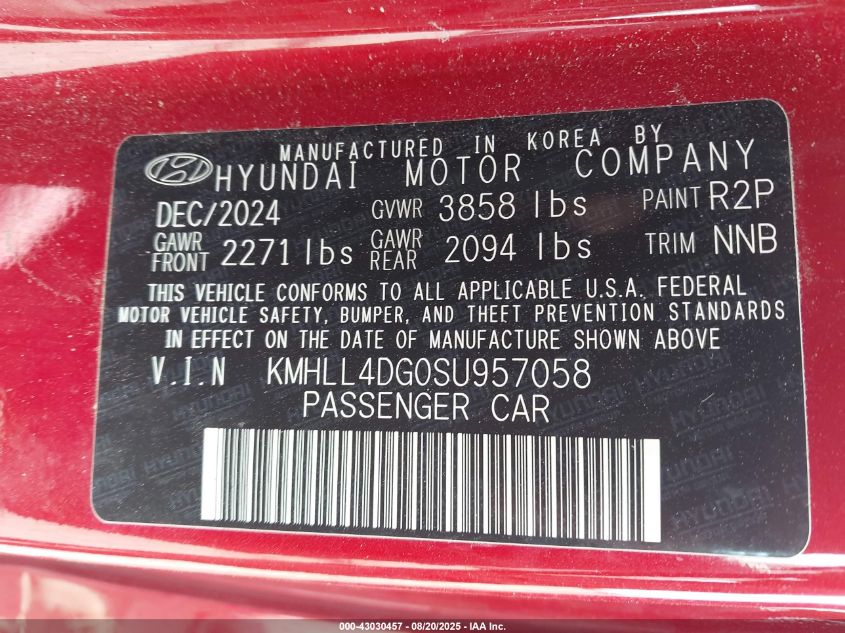 MANUFACTURED IN KOREA BY
HYUNDAI MOTOR COMPANY
DEC/2024 GVWR 3858 lbs PAINT R2P
GAWR FRONT 2271 lbs GAWR REAR 2094 lbs TRIM NNB
THIS VEHICLE CONFORMS TO ALL APPLICABLE U.S.A. FEDERAL
MOTOR VEHICLE SAFETY, BUMPER, AND THEFT PREVENTION STANDARDS
IN EFFECT ON THE DATE OF MANUFACTURE SHOWN ABOVE
V.I.N KMHLL4DG0SU957058
PASSENGER CAR
000-43030457 - 08/20/2025 - IAA Inc.